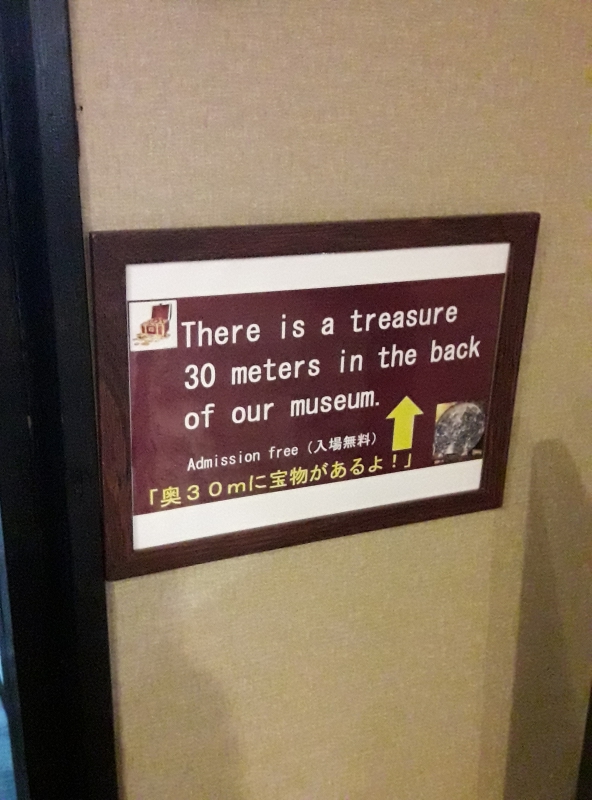 There is a treasure
30 meters in the back
of our museum.
Admission free (入場無料)
「奥30mに宝物があるよ!」